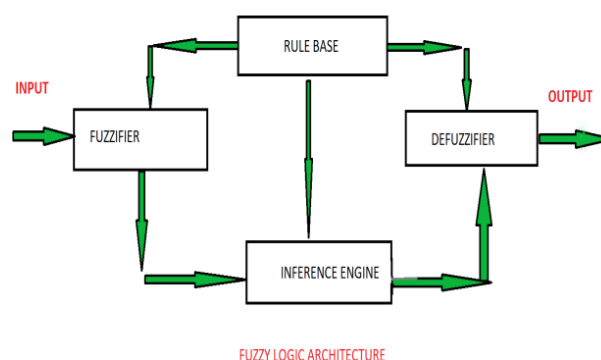 RULE BASE
INPUT
OUTPUT
FUZZIFIER
DEFUZZIFIER
INFERENCE ENGINE
FUZZY LOGIC ARCHITECTURE